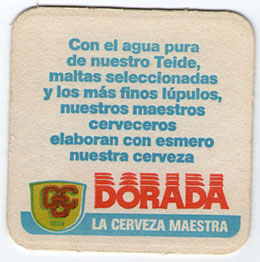 Con el agua pura
de nuestro Teide,
maltas seleccionadas
y los más finos lúpulos,
nuestros maestros
cerveceros
elaboran con esmero
nuestra cerveza
DORADA
LA CERVEZA MAESTRA